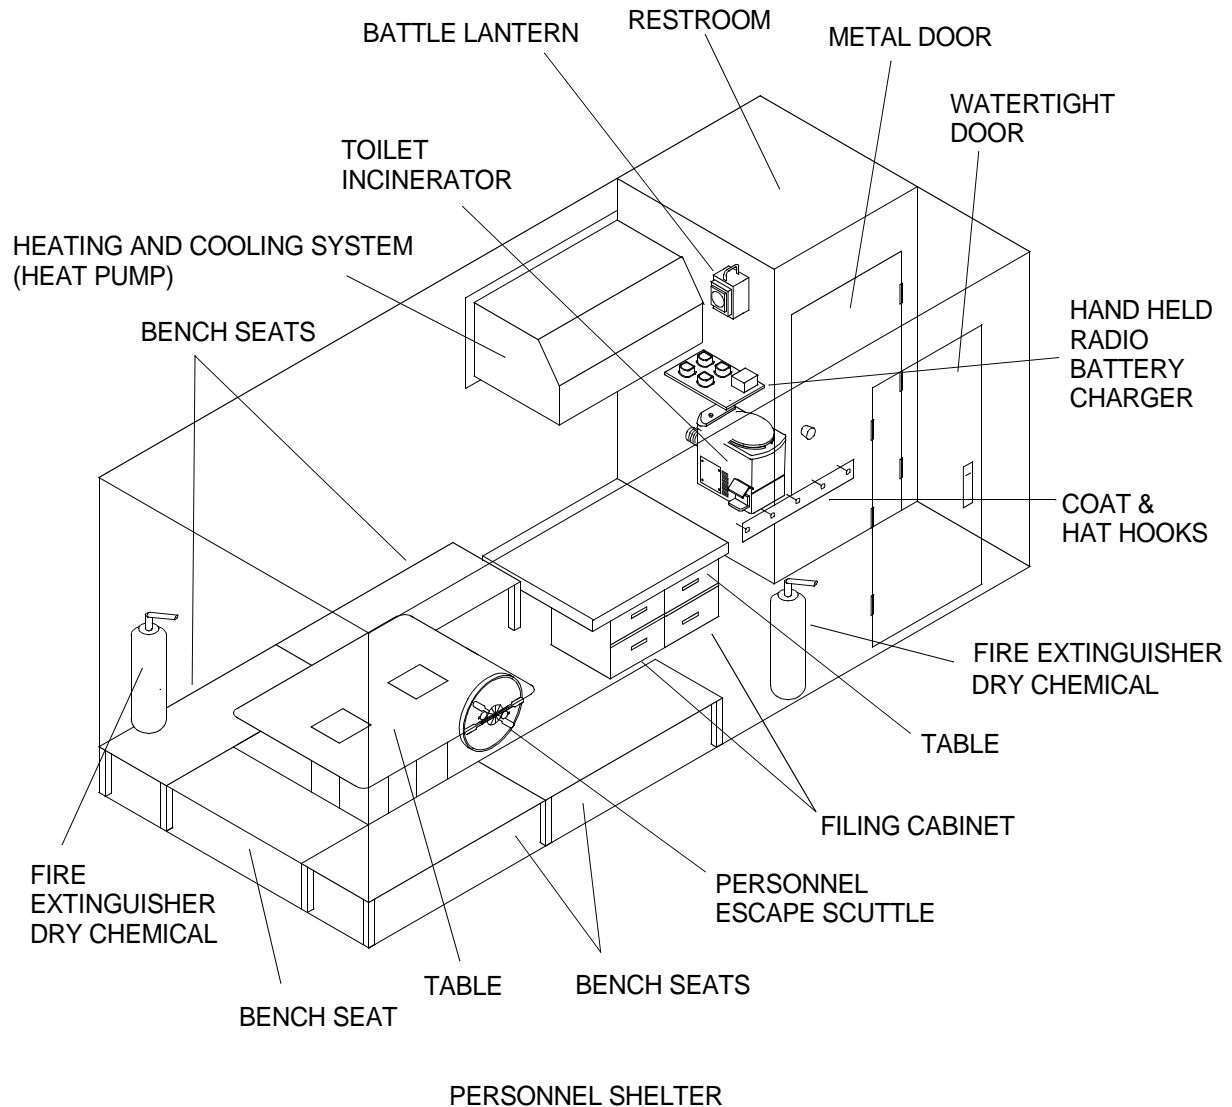 RESTROOM
BATTLE LANTERN
METAL DOOR
WATERTIGHT
DOOR
TOILET
INCINERATOR
HEATING AND COOLING SYSTEM
(HEAT PUMP)
BENCH SEATS
HAND HELD
RADIO
BATTERY
CHARGER
COAT &
HAT HOOKS
FIRE EXTINGUISHER
DRY CHEMICAL
TABLE
FILING CABINET
PERSONNEL
ESCAPE SCUTTLE
FIRE
EXTINGUISHER
DRY CHEMICAL
BENCH SEATS
TABLE
BENCH SEAT
PERSONNEL SHELTER